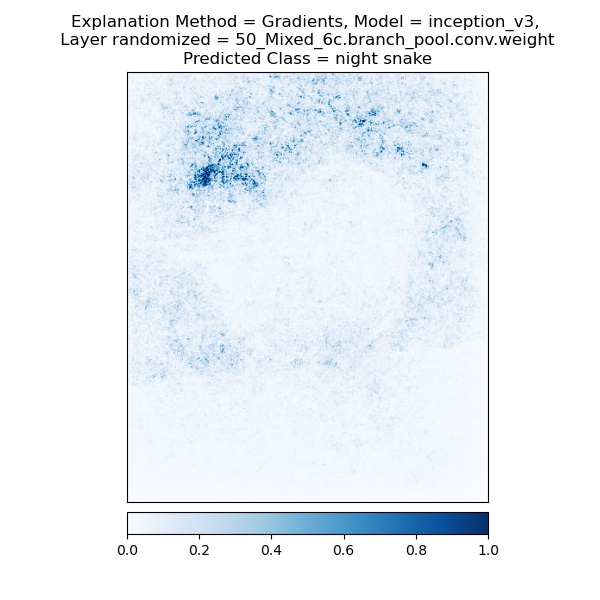 Explanation Method = Gradients, Model = inception_v3,
Layer randomized = 50_Mixed_6c.branch_pool.conv.weight
Predicted Class = night snake
0.0 0.2 0.4 0.6 0.8 1.0